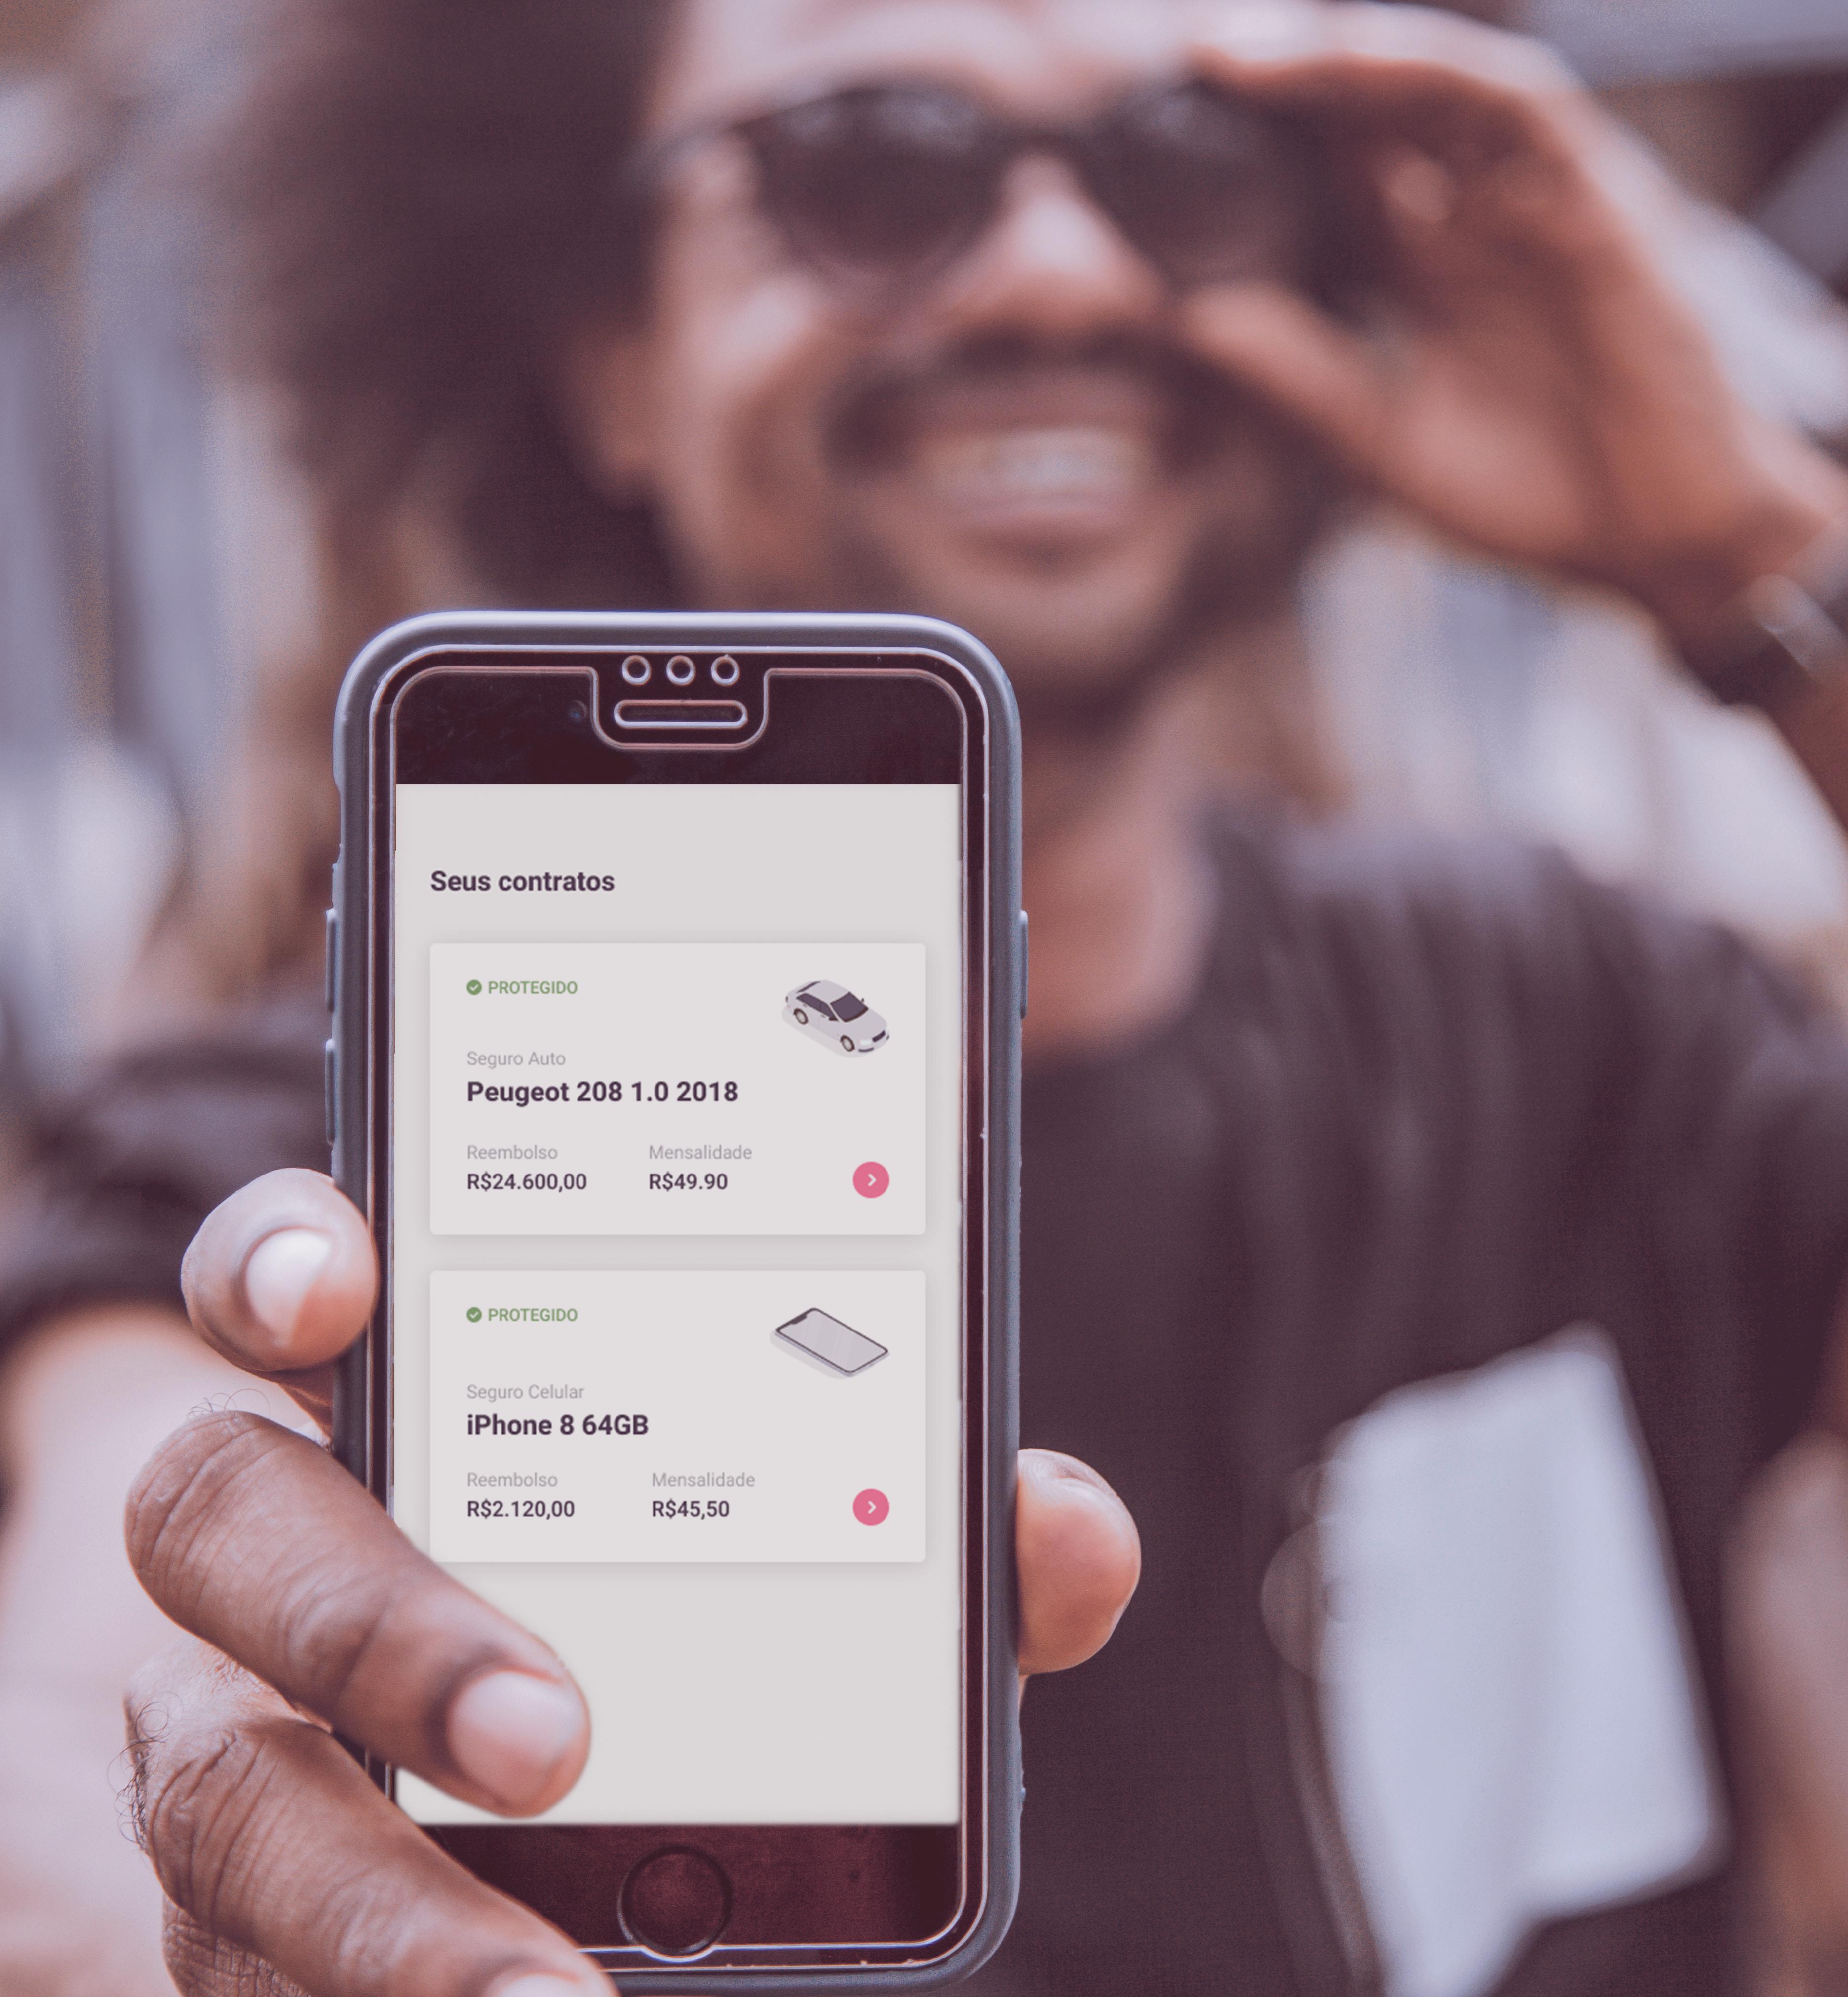 Seus contratos
PROTEGIDO
Seguro Auto
Peugeot 208 1.0 2018
Reembolso Mensalidade
R$24.600,00 R$49.90
PROTEGIDO
Seguro Celular
iPhone 8 64GB
Reembolso Mensalidade
R$2.120,00 R$45,50